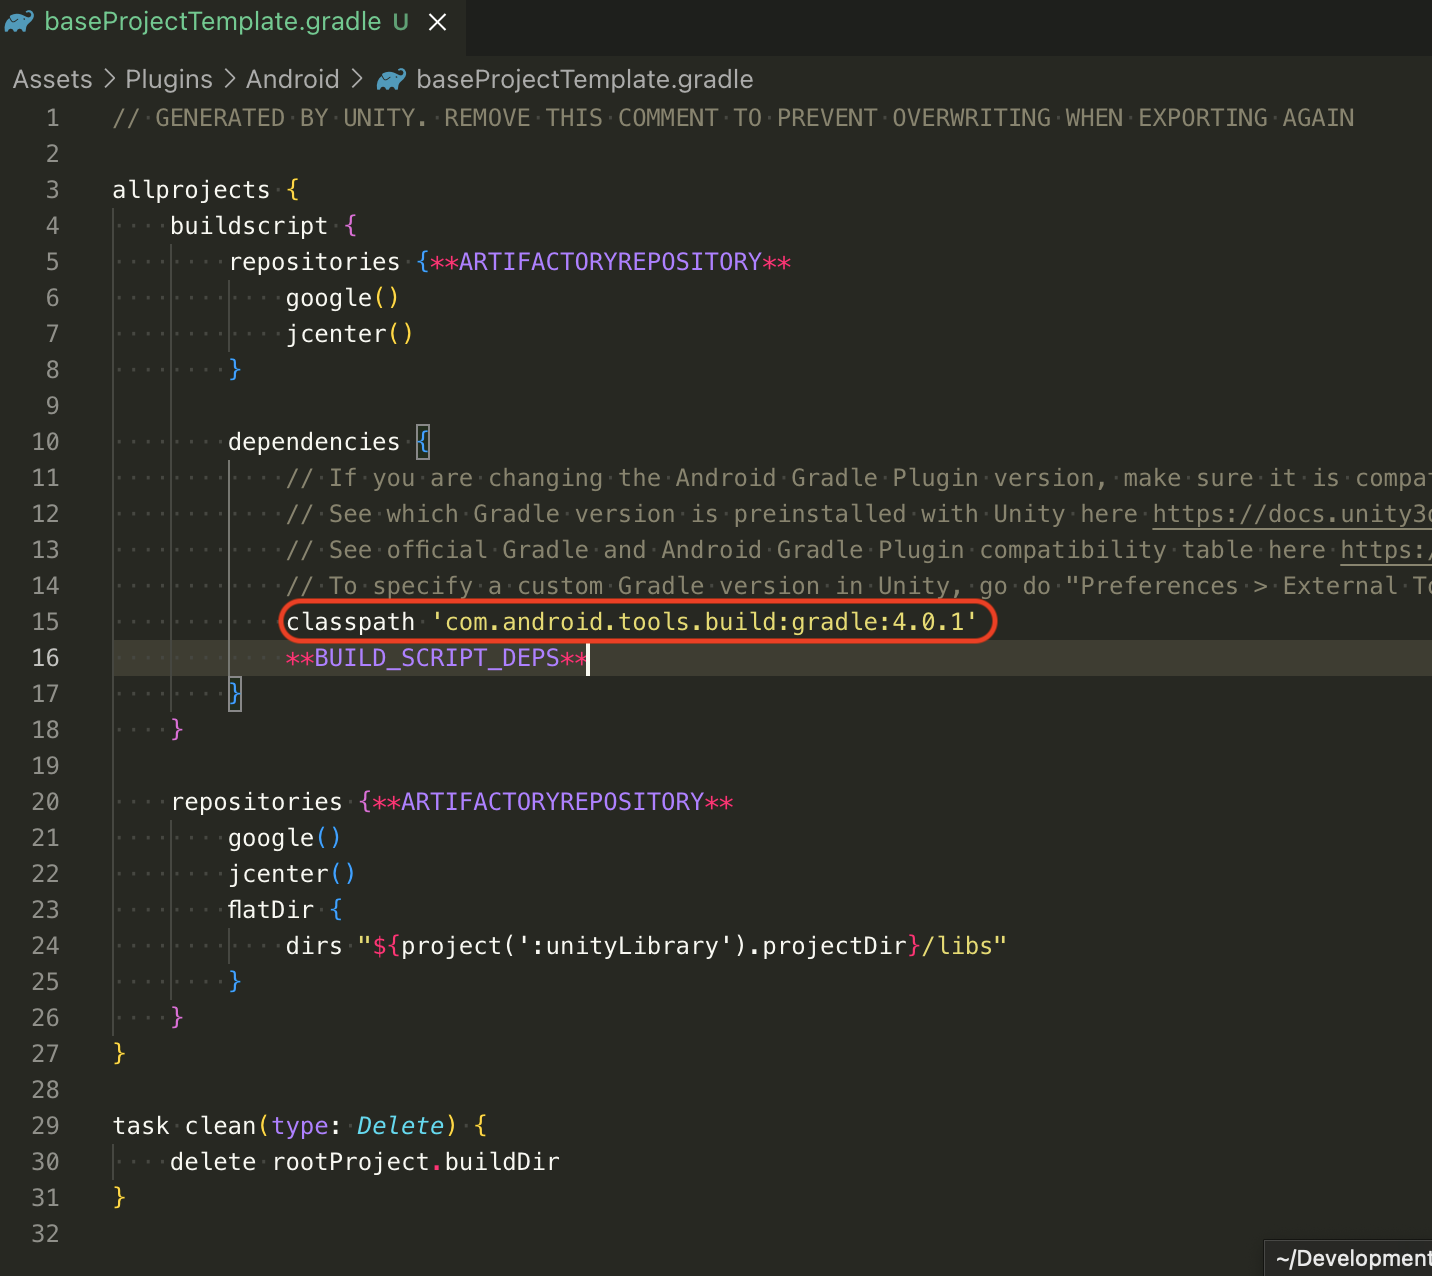 baseProjectTemplate.gradle U
Assets > Plugins > Android > baseProjectTemplate.gradle
1 // GENERATED BY UNITY. REMOVE THIS COMMENT TO PREVENT OVERWRITING WHEN EXPORTING AGAIN
2
3 allprojects {
4     buildscript {
5         repositories {**ARTIFACTORYREPOSITORY**
6             google()
7             jcenter()
8         }
9
10         dependencies {
11             // If you are changing the Android Gradle Plugin version, make sure it is compat
12             // See which Gradle version is preinstalled with Unity here https://docs.unity3d
13             // See official Gradle and Android Gradle Plugin compatibility table here https:/
14             // To specify a custom Gradle version in Unity, go do "Preferences > External To
15             classpath 'com.android.tools.build:gradle:4.0.1'
16             **BUILD_SCRIPT_DEPS**
17         }
18     }
19
20     repositories {**ARTIFACTORYREPOSITORY**
21         google()
22         jcenter()
23         flatDir {
24             dirs "${project(':unityLibrary').projectDir}/libs"
25         }
26     }
27 }
28
29 task clean(type: Delete) {
30     delete rootProject.buildDir
31 }
32
~/Development